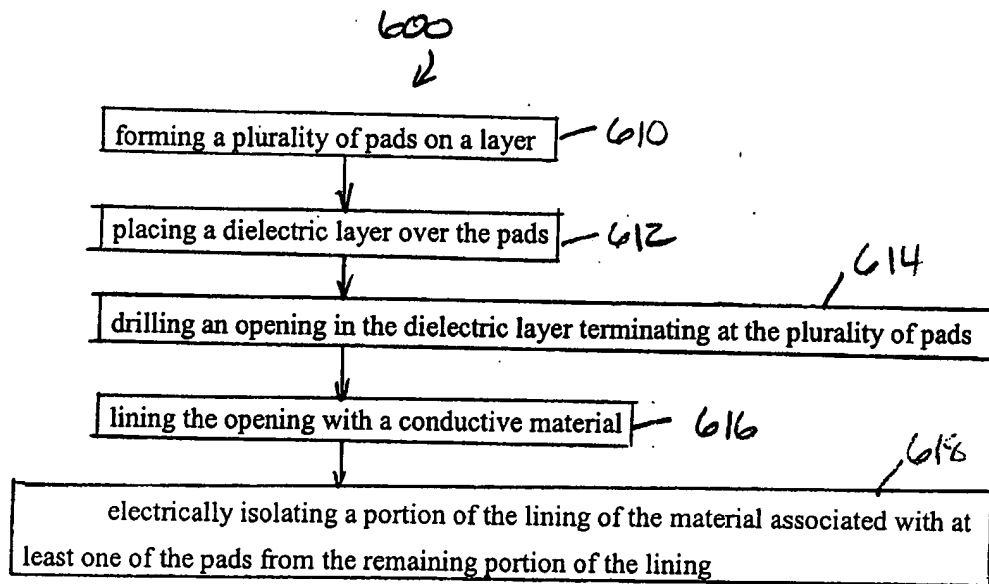 600
forming a plurality of pads on a layer
610
placing a dielectric layer over the pads
612
614
drilling an opening in the dielectric layer terminating at the plurality of pads
lining the opening with a conductive material
616
618
electrically isolating a portion of the lining of the material associated with at
least one of the pads from the remaining portion of the lining